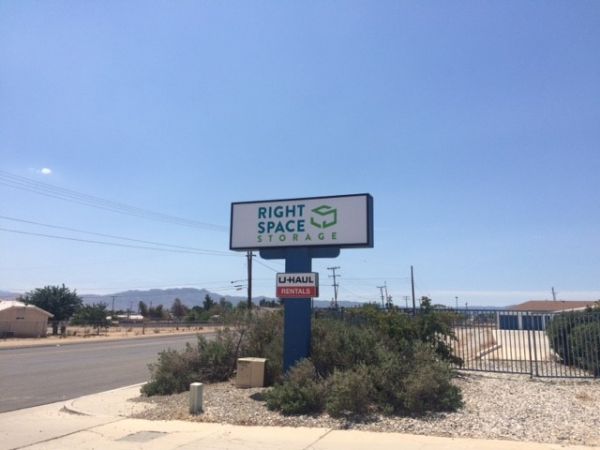 RIGHT
SPACE
STORAGE
U-HAUL
RENTALS